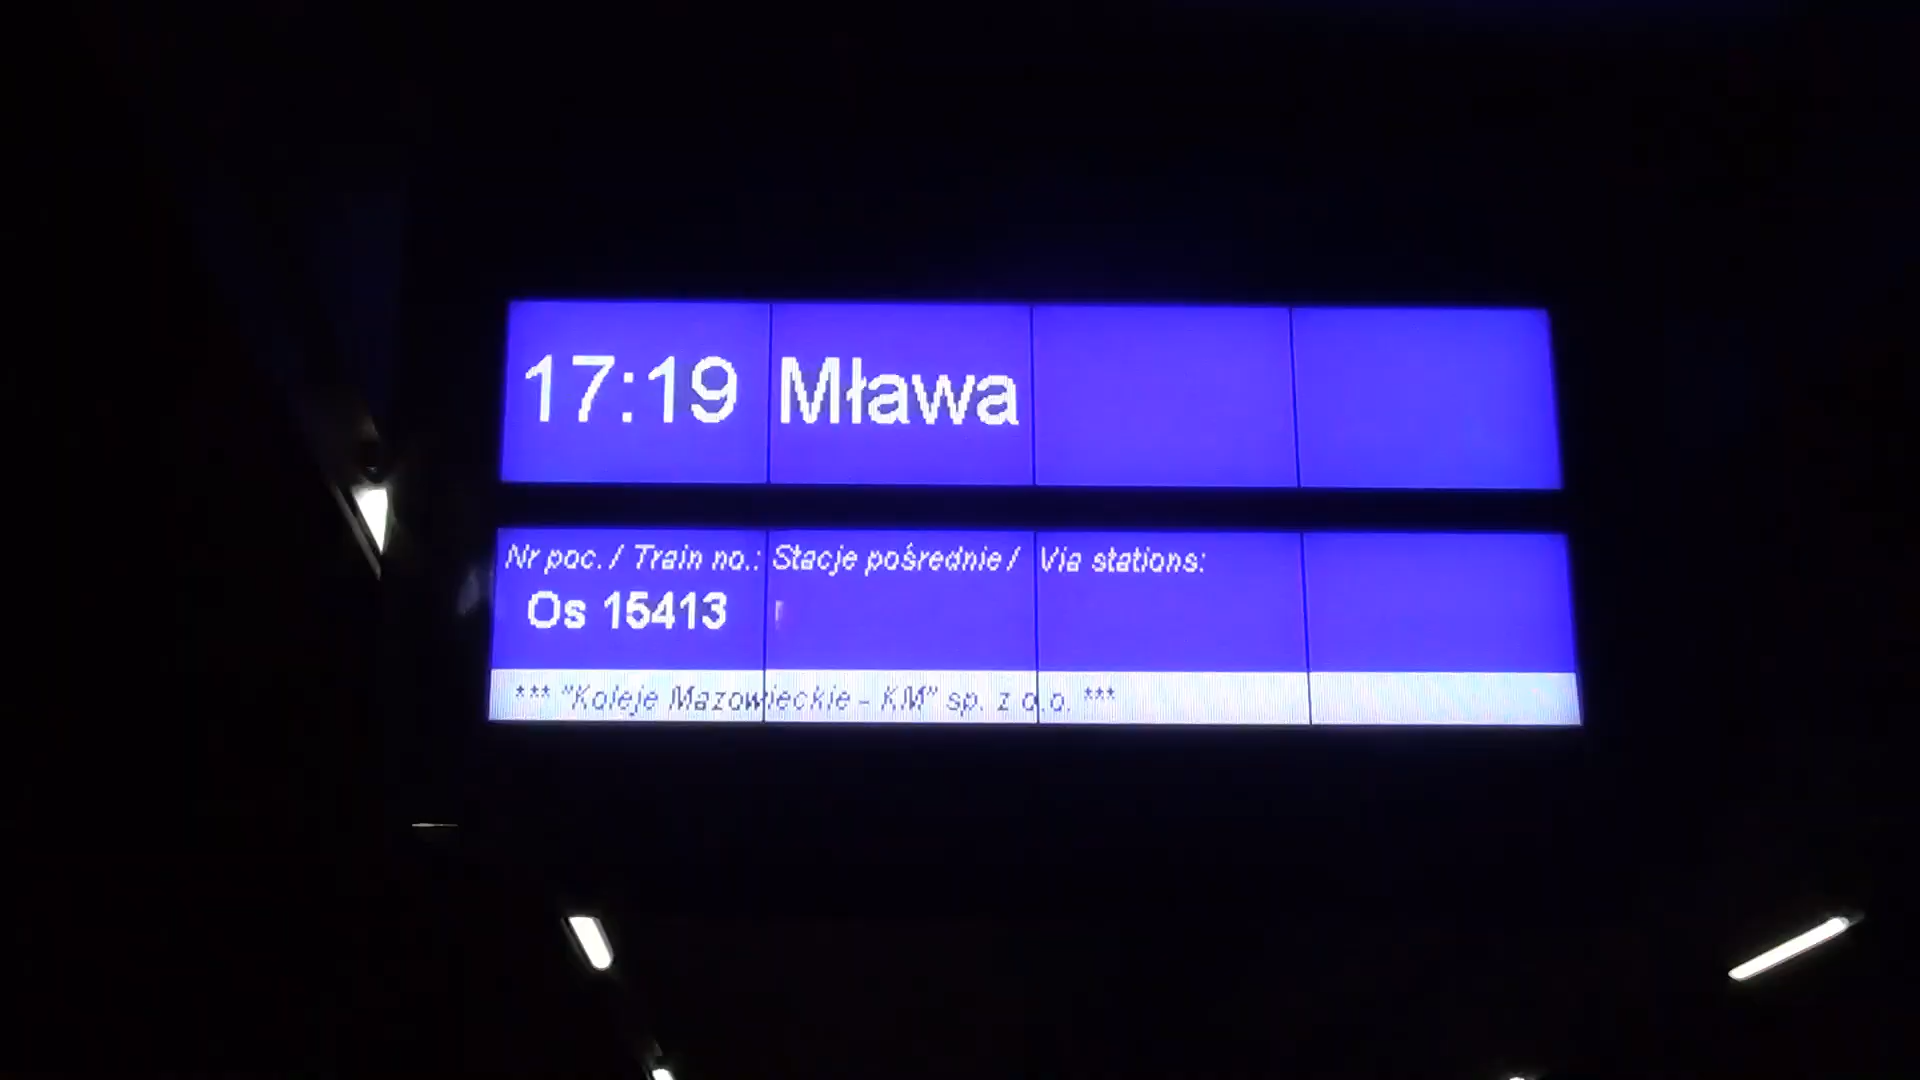 17:19 Mława
Nr poc. / Train no.: Stacje pośrednie / Via stations:
Os 15413
*** "Koleje Mazowieckie - KM" sp. z o.o. ***